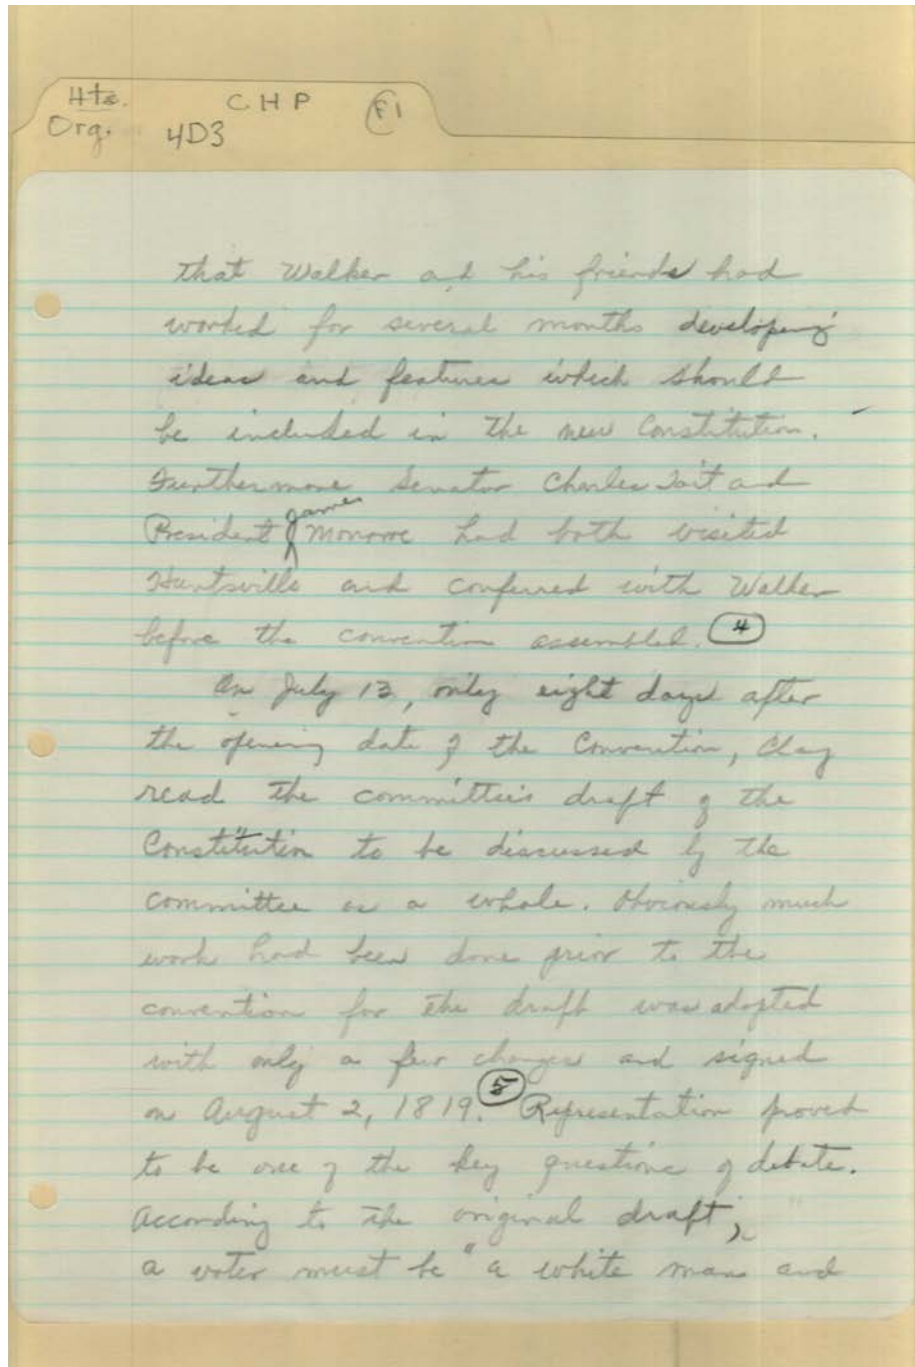 Hts. CHP F1
Org. 4D3
that Walker and his friends had
worked for several months developing
ideas and features which should
be included in the new Constitution.
Furthermore Senator Charles Tait and
James
President Monroe had both visited
Huntsville and conferred with Walker
before the convention assembled. 4
On July 13, only eight days after
the opening date of the Convention, Clay
read the committee's draft of the
Constitution to be discussed by the
committee as a whole. Obviously much
work had been done prior to the
convention for the draft was adopted
with only a few changes and signed
on August 2, 1819. 5 Representation proved
to be one of the key questions of debate.
According to the original draft,
a voter must be "a white man and